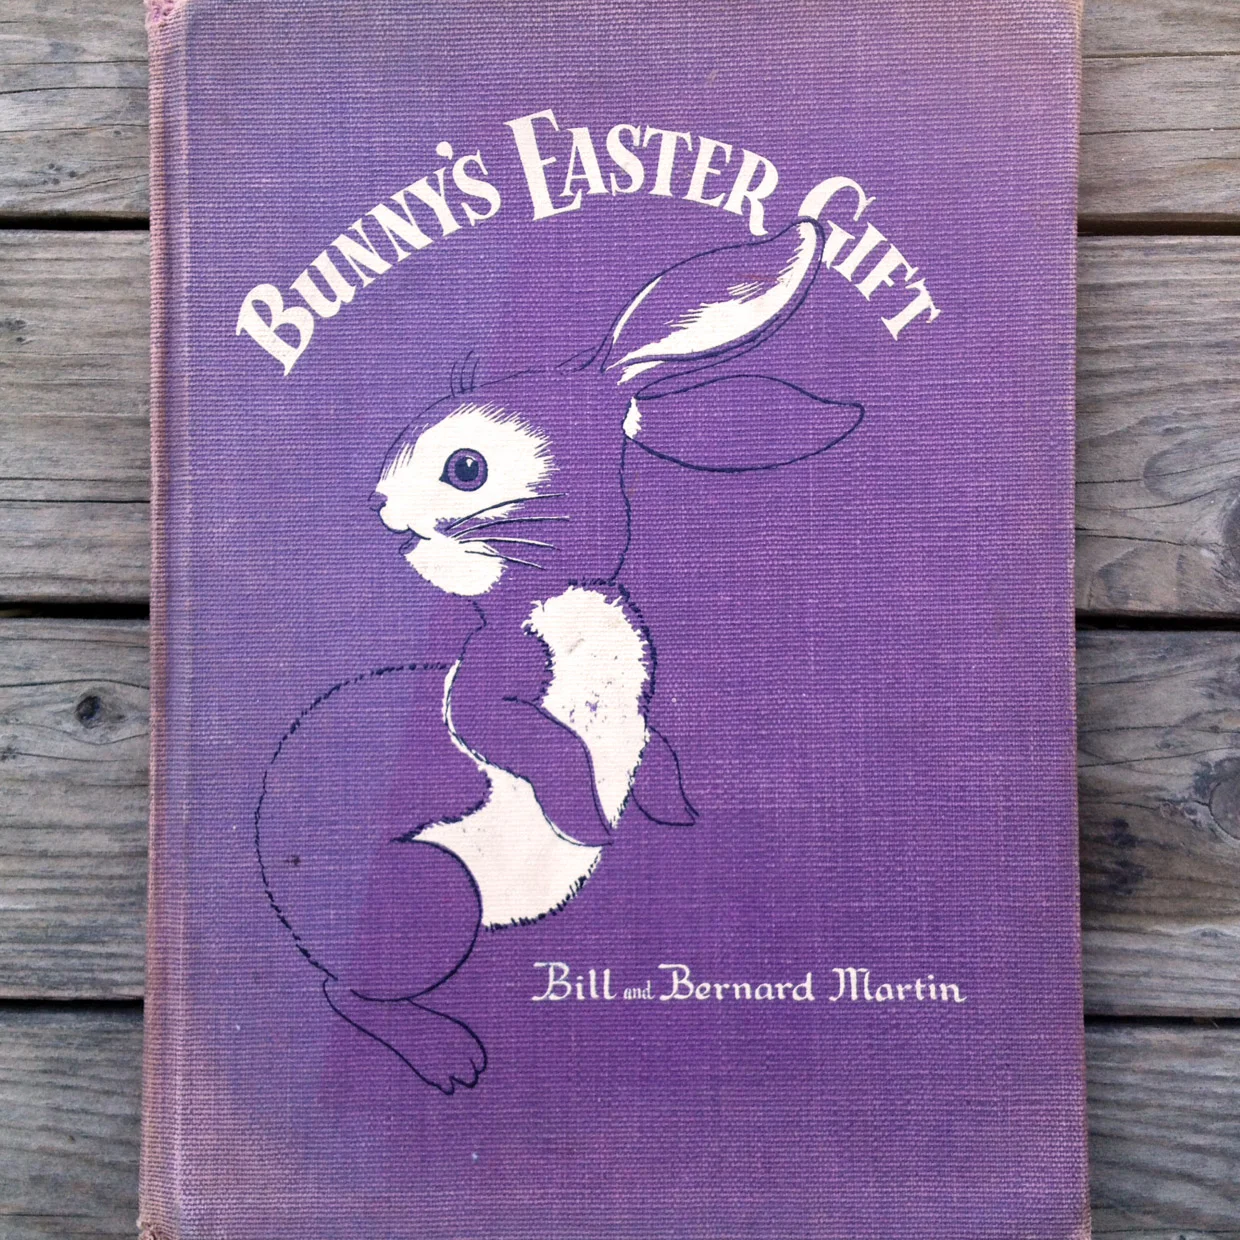 BUNNY'S EASTER GIFT
Bill and Bernard Martin